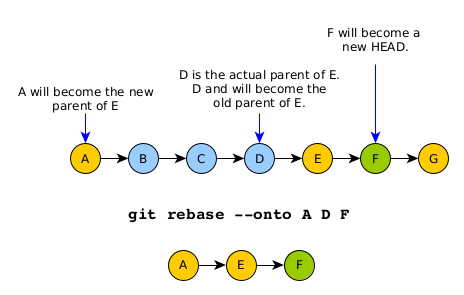 F will become a
new HEAD.
D is the actual parent of E.
D and will become the
old parent of E.
A will become the new
parent of E
A B C D E F G
git rebase --onto A D F
A E F